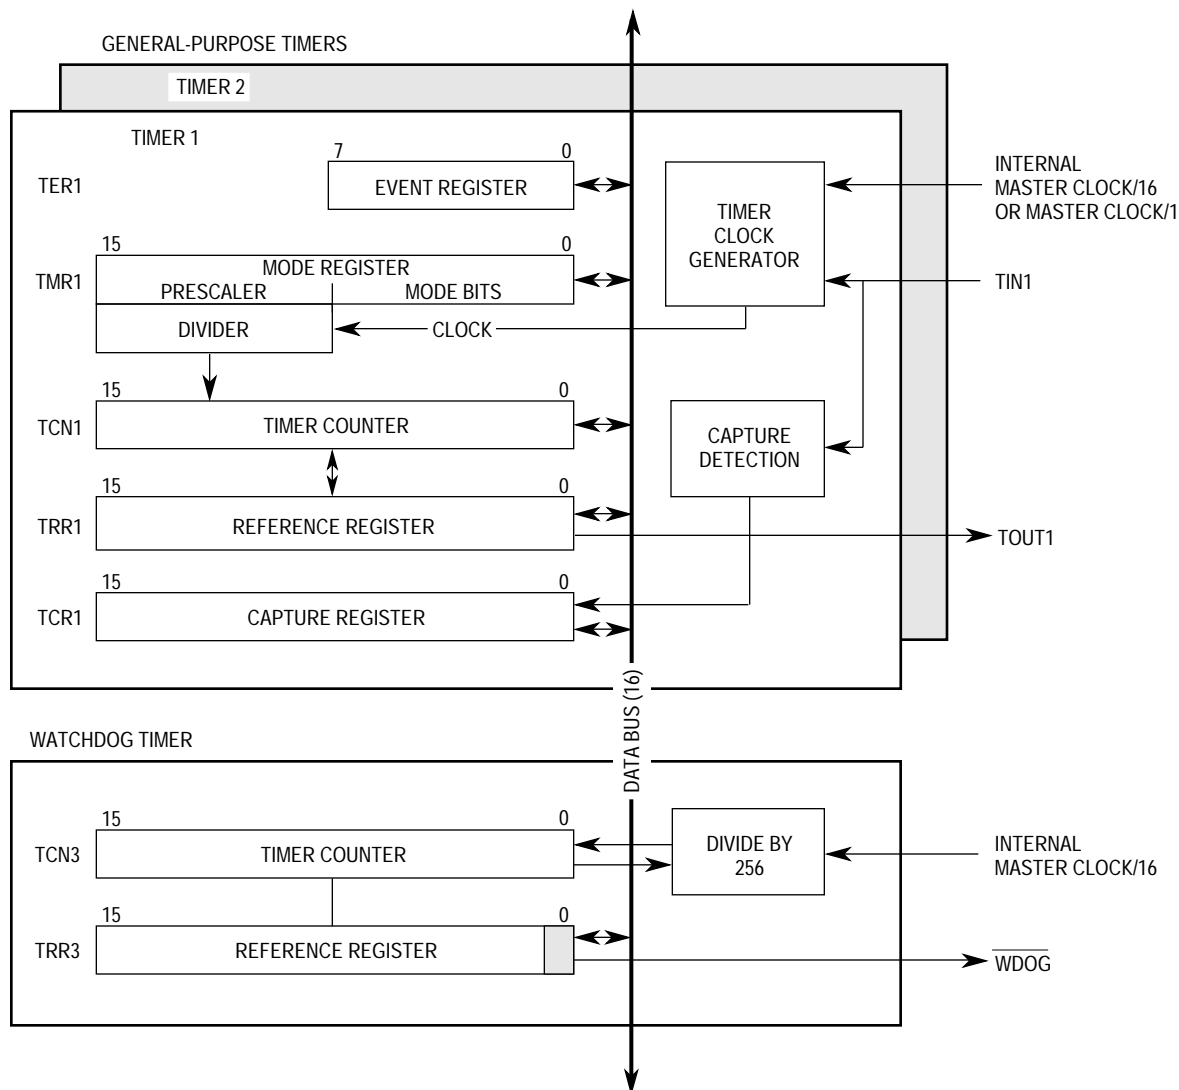 GENERAL-PURPOSE TIMERS
TIMER 2
TIMER 1
7 0
TER1
EVENT REGISTER
TIMER
CLOCK
GENERATOR
INTERNAL
MASTER CLOCK/16
OR MASTER CLOCK/1
15 0
TMR1
MODE REGISTER
PRESCALER
MODE BITS
TIN1
DIVIDER
CLOCK
15 0
TCN1
TIMER COUNTER
CAPTURE
DETECTION
15 0
TRR1
REFERENCE REGISTER
TOUT1
15 0
TCR1
CAPTURE REGISTER
DATA BUS (16)
WATCHDOG TIMER
15 0
TCN3
TIMER COUNTER
DIVIDE BY
256
INTERNAL
MASTER CLOCK/16
15 0
TRR3
REFERENCE REGISTER
WDOG